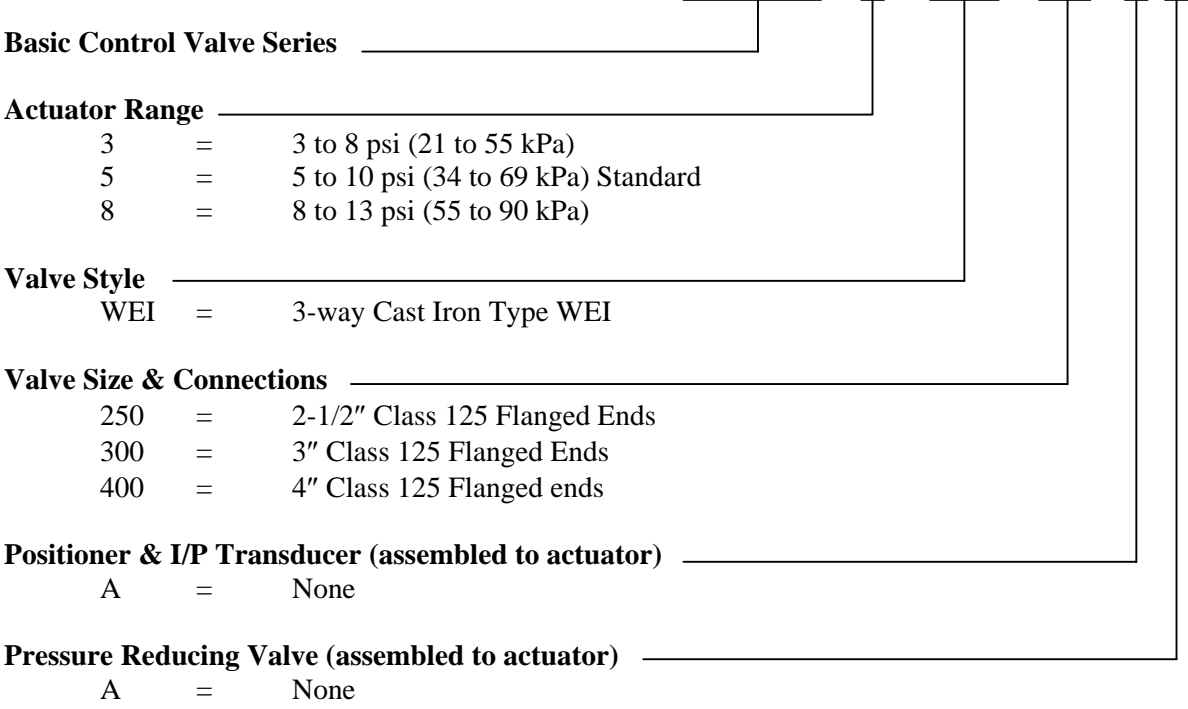 Basic Control Valve Series
Actuator Range
3 = 3 to 8 psi (21 to 55 kPa)
5 = 5 to 10 psi (34 to 69 kPa) Standard
8 = 8 to 13 psi (55 to 90 kPa)
Valve Style
WEI = 3-way Cast Iron Type WEI
Valve Size & Connections
250 = 2-1/2″ Class 125 Flanged Ends
300 = 3″ Class 125 Flanged Ends
400 = 4″ Class 125 Flanged ends
Positioner & I/P Transducer (assembled to actuator)
A = None
Pressure Reducing Valve (assembled to actuator)
A = None